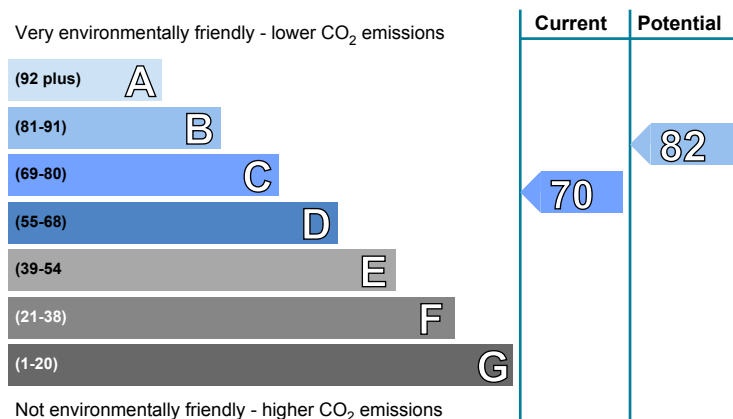 Very environmentally friendly - lower CO₂ emissions
Current
Potential
(92 plus) A
(81-91) B
(69-80) C
(55-68) D
(39-54 E
(21-38) F
(1-20) G
70
82
Not environmentally friendly - higher CO₂ emissions